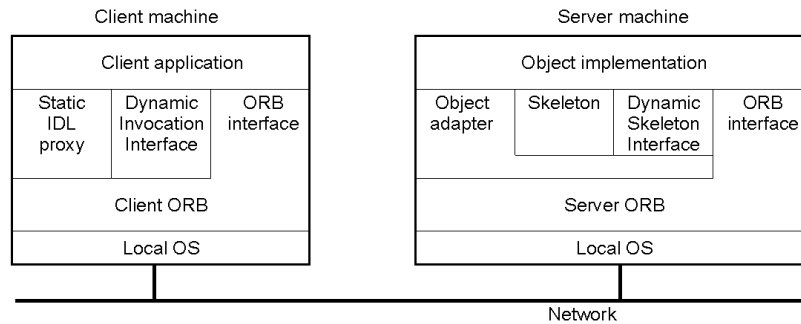 Client machine
Server machine
Client application
Object implementation
Static
IDL
proxy
Dynamic
Invocation
Interface
ORB
interface
Object
adapter
Skeleton
Dynamic
Skeleton
Interface
ORB
interface
Client ORB
Server ORB
Local OS
Local OS
Network